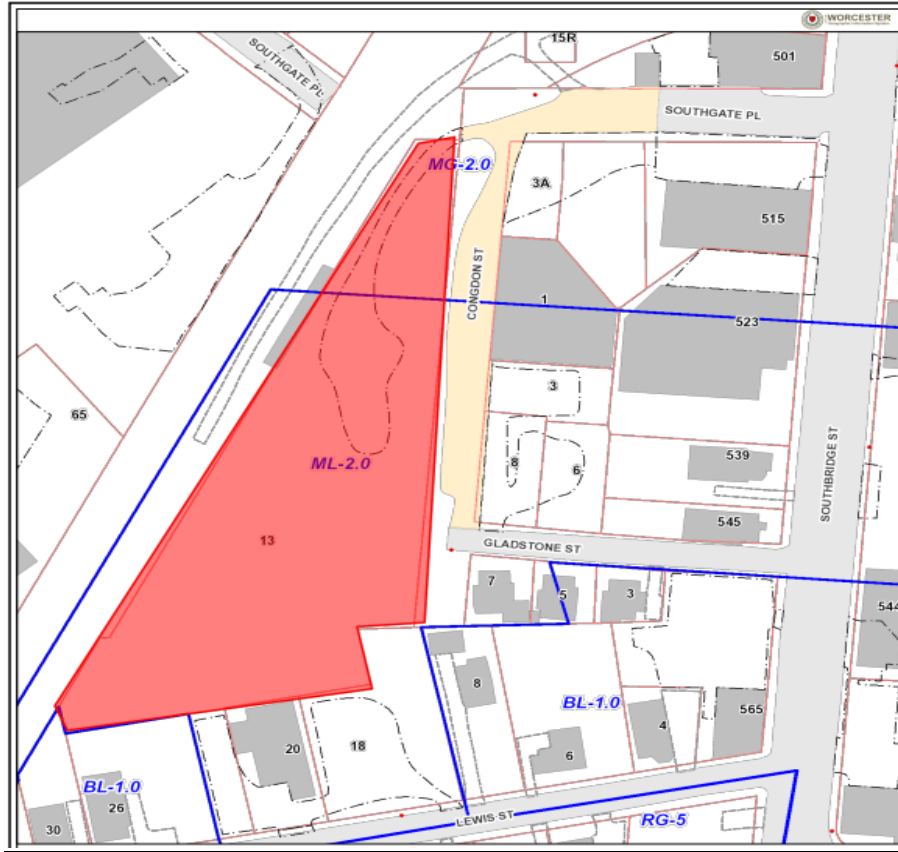 WORCESTER
15R
501
SOUTHGATE PL
SOUTHGATE PL
MG-2.0
3A
515
CONGDON ST
1
523
65
3
ML-2.0
8
6
539
SOUTHBRIDGE ST
545
13
GLADSTONE ST
7
5
3
544
8
BL-1.0
4
565
20
18
6
BL-1.0
26
30
LEWIS ST
RG-5